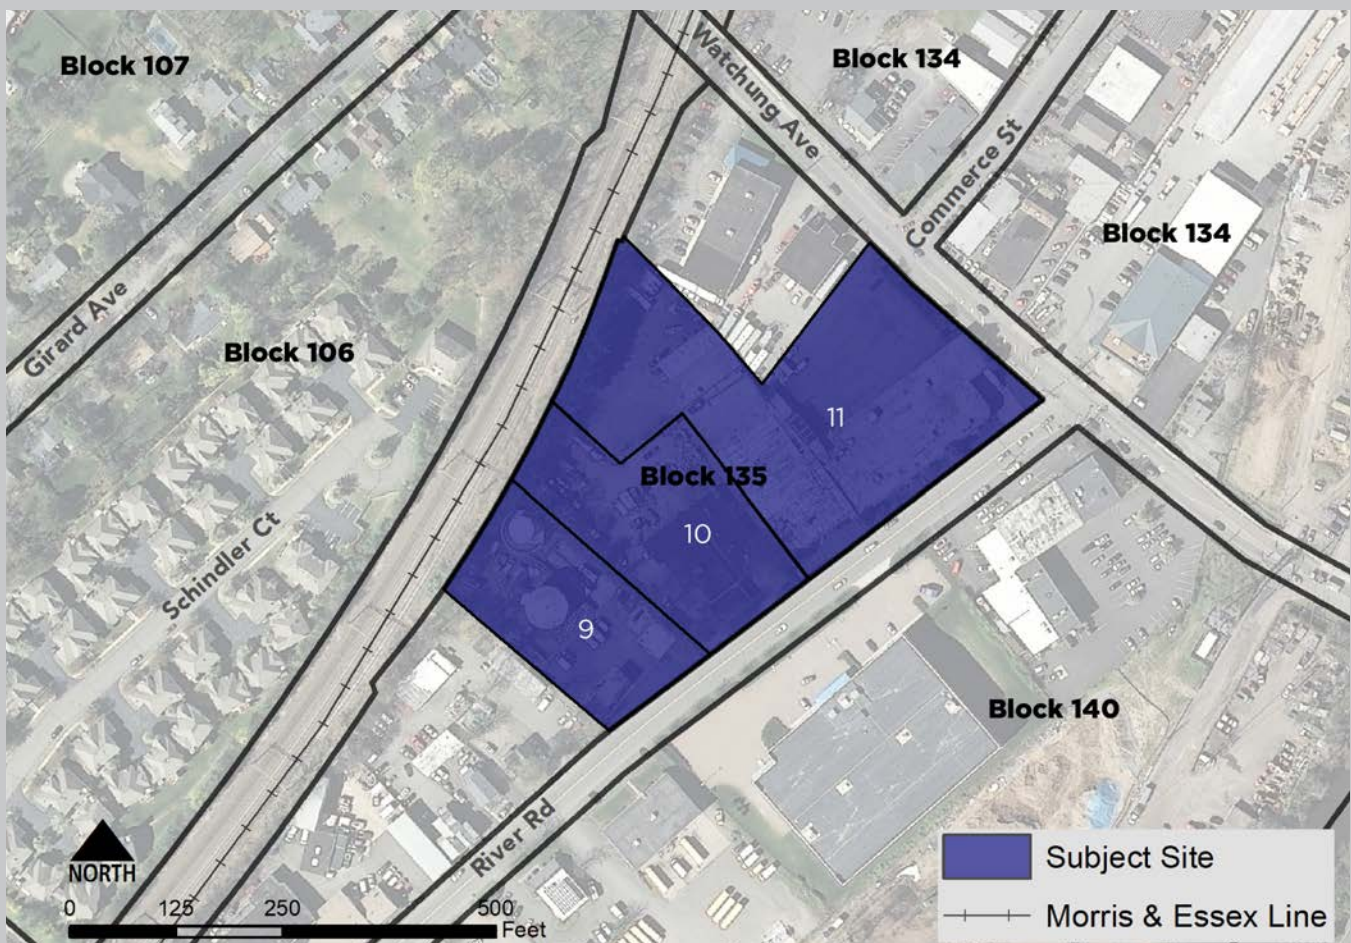 Block 107
Block 134
Watchung Ave
Commerce St
Block 134
Girard Ave
Block 106
11
Block 135
10
Schindler Ct
9
Block 140
River Rd
NORTH
0 125 250 500
Feet
Subject Site
Morris & Essex Line